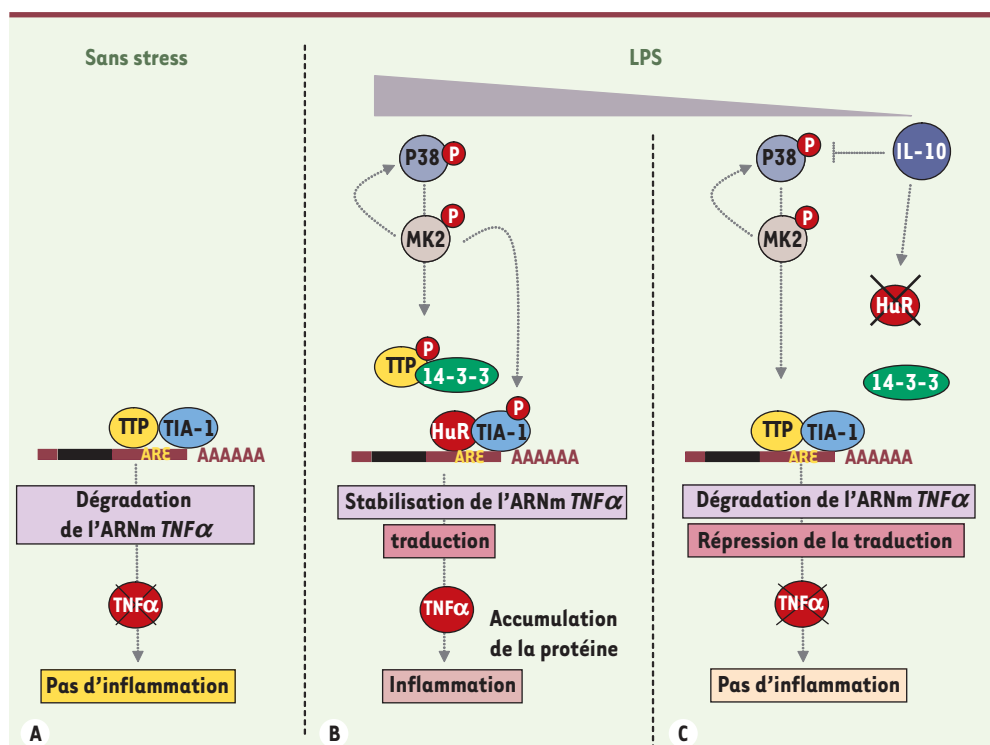 Sans stress
LPS
P38
P
MK2
P
TTP
P
14-3-3
HuR
TIA-1
P
ARE
AAAAAA
Stabilisation de l'ARNm TNFα
traduction
TNFα
Accumulation
de la protéine
Inflammation
B
P38
P
IL-10
MK2
P
HuR
14-3-3
TTP
TIA-1
ARE
AAAAAA
Dégradation de l'ARNm TNFα
Répression de la traduction
TNFα
Pas d'inflammation
C
TTP
TIA-1
ARE
AAAAAA
Dégradation
de l'ARNm TNFα
TNFα
Pas d'inflammation
A